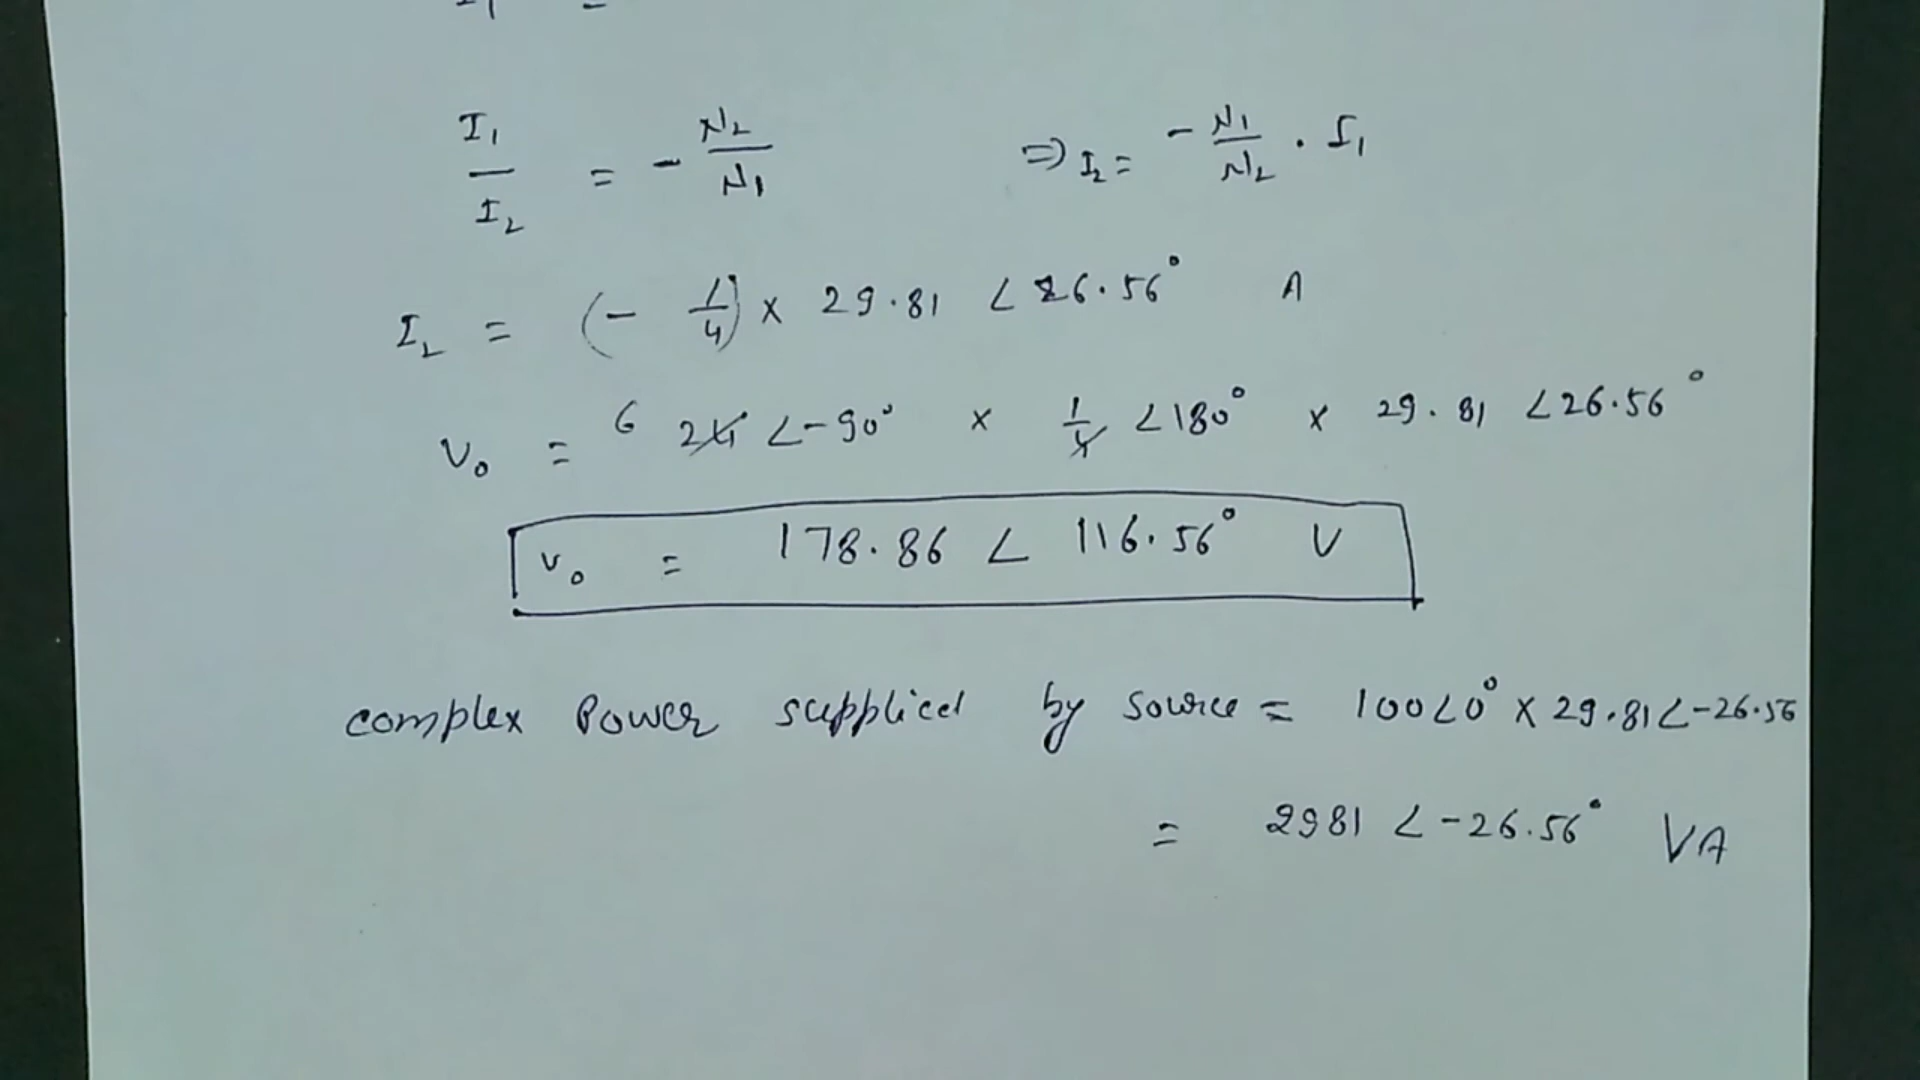 I₁/I₂ = - N₂/N₁ ⇒ I₂ = - N₁/N₂ . I₁
I₂ = (- 1/4) x 29.81 ∠26.56° A
V₀ = 6 24 ∠-90° x 1/4 ∠180° x 29.81 ∠26.56°
V₀ = 178.86 ∠ 116.56° V
complex Power supplied by source = 100∠0° x 29.81∠-26.56
= 2981 ∠-26.56° VA